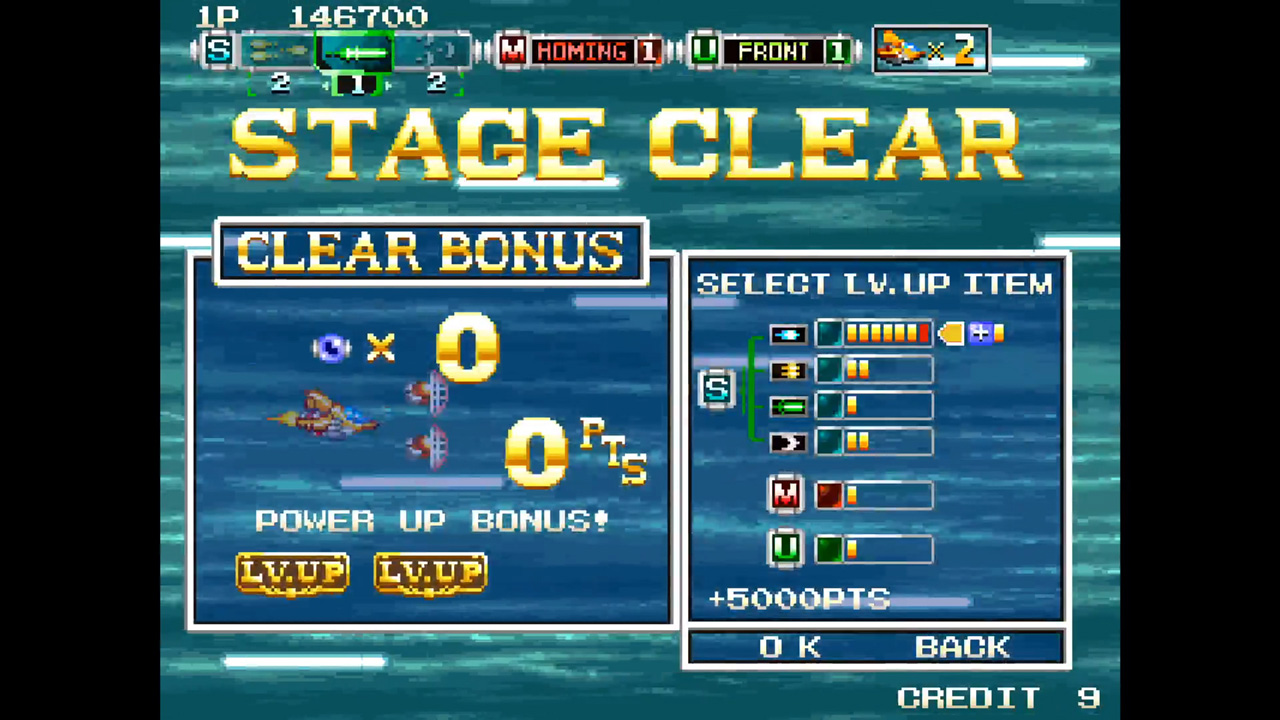 1P 146700
S M HOMING 1 U FRONT 1 × 2
2 1 2
STAGE CLEAR
CLEAR BONUS
SELECT LV.UP ITEM
× 0
S
0 PTS
M
POWER UP BONUS!
U
LV.UP LV.UP
+5000PTS
OK BACK
CREDIT 9